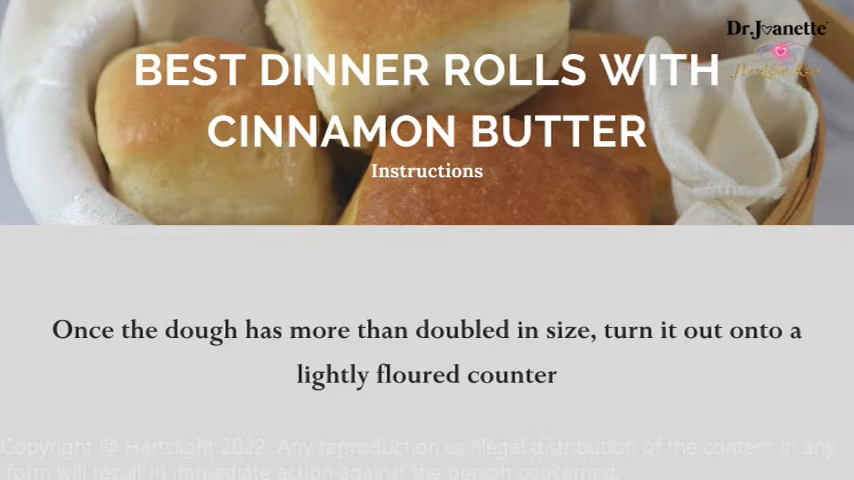 Dr.Joanette
BEST DINNER ROLLS WITH
CINNAMON BUTTER
Instructions
Once the dough has more than doubled in size, turn it out onto a
lightly floured counter
Copyright @ Hartslight 2022. Any reproduction or illegal distribution of the content in any
form will result in immediate action against the person concerned.